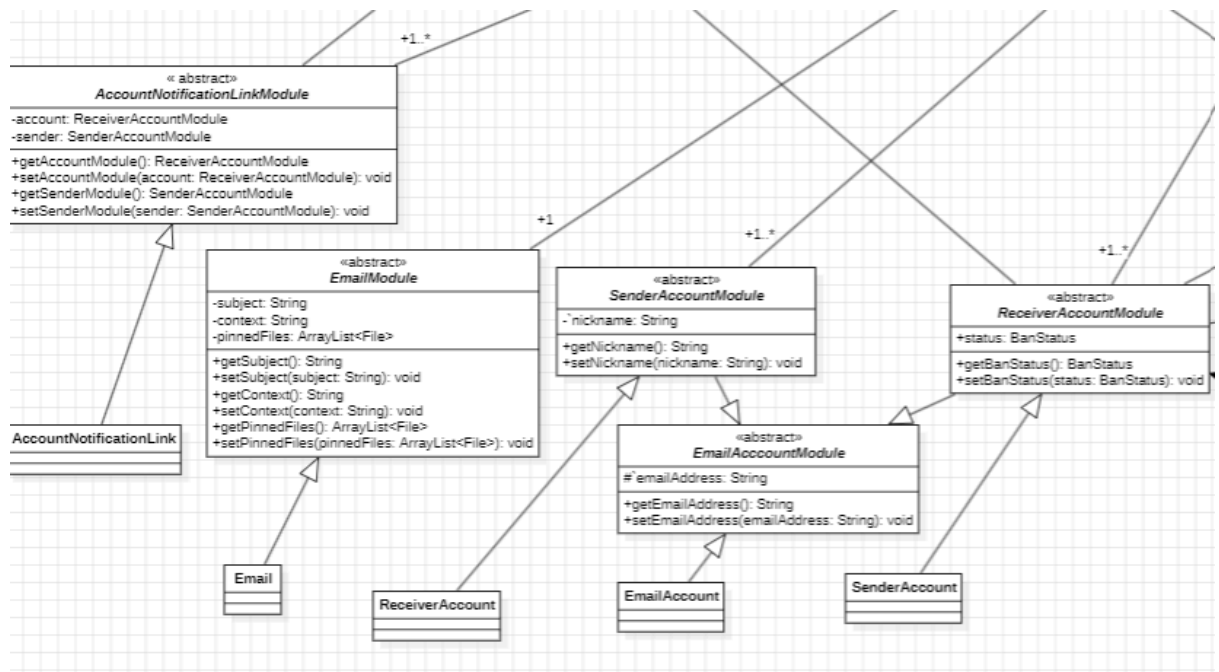 +1..*
« abstract»
AccountNotificationLinkModule
-account: ReceiverAccountModule
-sender: SenderAccountModule
+getAccountModule(): ReceiverAccountModule
+setAccountModule(account: ReceiverAccountModule): void
+getSenderModule(): SenderAccountModule
+setSenderModule(sender: SenderAccountModule): void
+1
«abstract»
EmailModule
-subject: String
-context: String
-pinnedFiles: ArrayList<File>
+getSubject(): String
+setSubject(subject: String): void
+getContext(): String
+setContext(context: String): void
+getPinnedFiles(): ArrayList<File>
+setPinnedFiles(pinnedFiles: ArrayList<File>): void
+1..*
«abstract»
SenderAccountModule
-`nickname: String
+getNickname(): String
+setNickname(nickname: String): void
+1..*
«abstract»
ReceiverAccountModule
+status: BanStatus
+getBanStatus(): BanStatus
+setBanStatus(status: BanStatus): void
«abstract»
EmailAcccountModule
#`emailAddress: String
+getEmailAddress(): String
+setEmailAddress(emailAddress: String): void
AccountNotificationLink
Email
ReceiverAccount
EmailAccount
SenderAccount